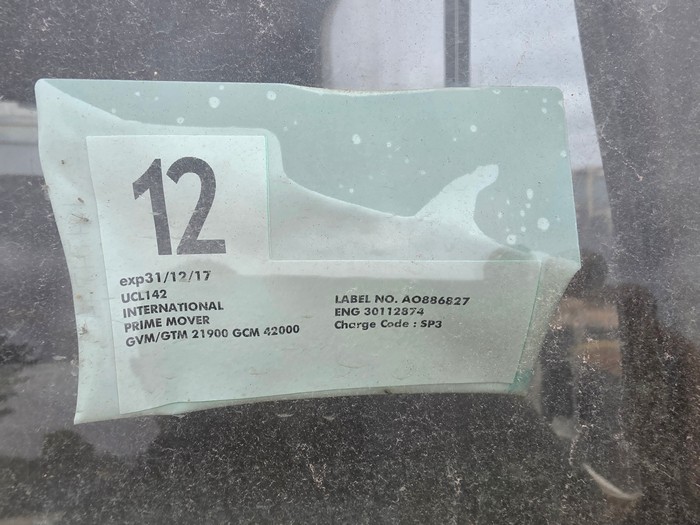 12
exp31/12/17
UCL142
INTERNATIONAL
PRIME MOVER
GVM/GTM 21900 GCM 42000
LABEL NO. AO886827
ENG 30112874
Charge Code : SP3